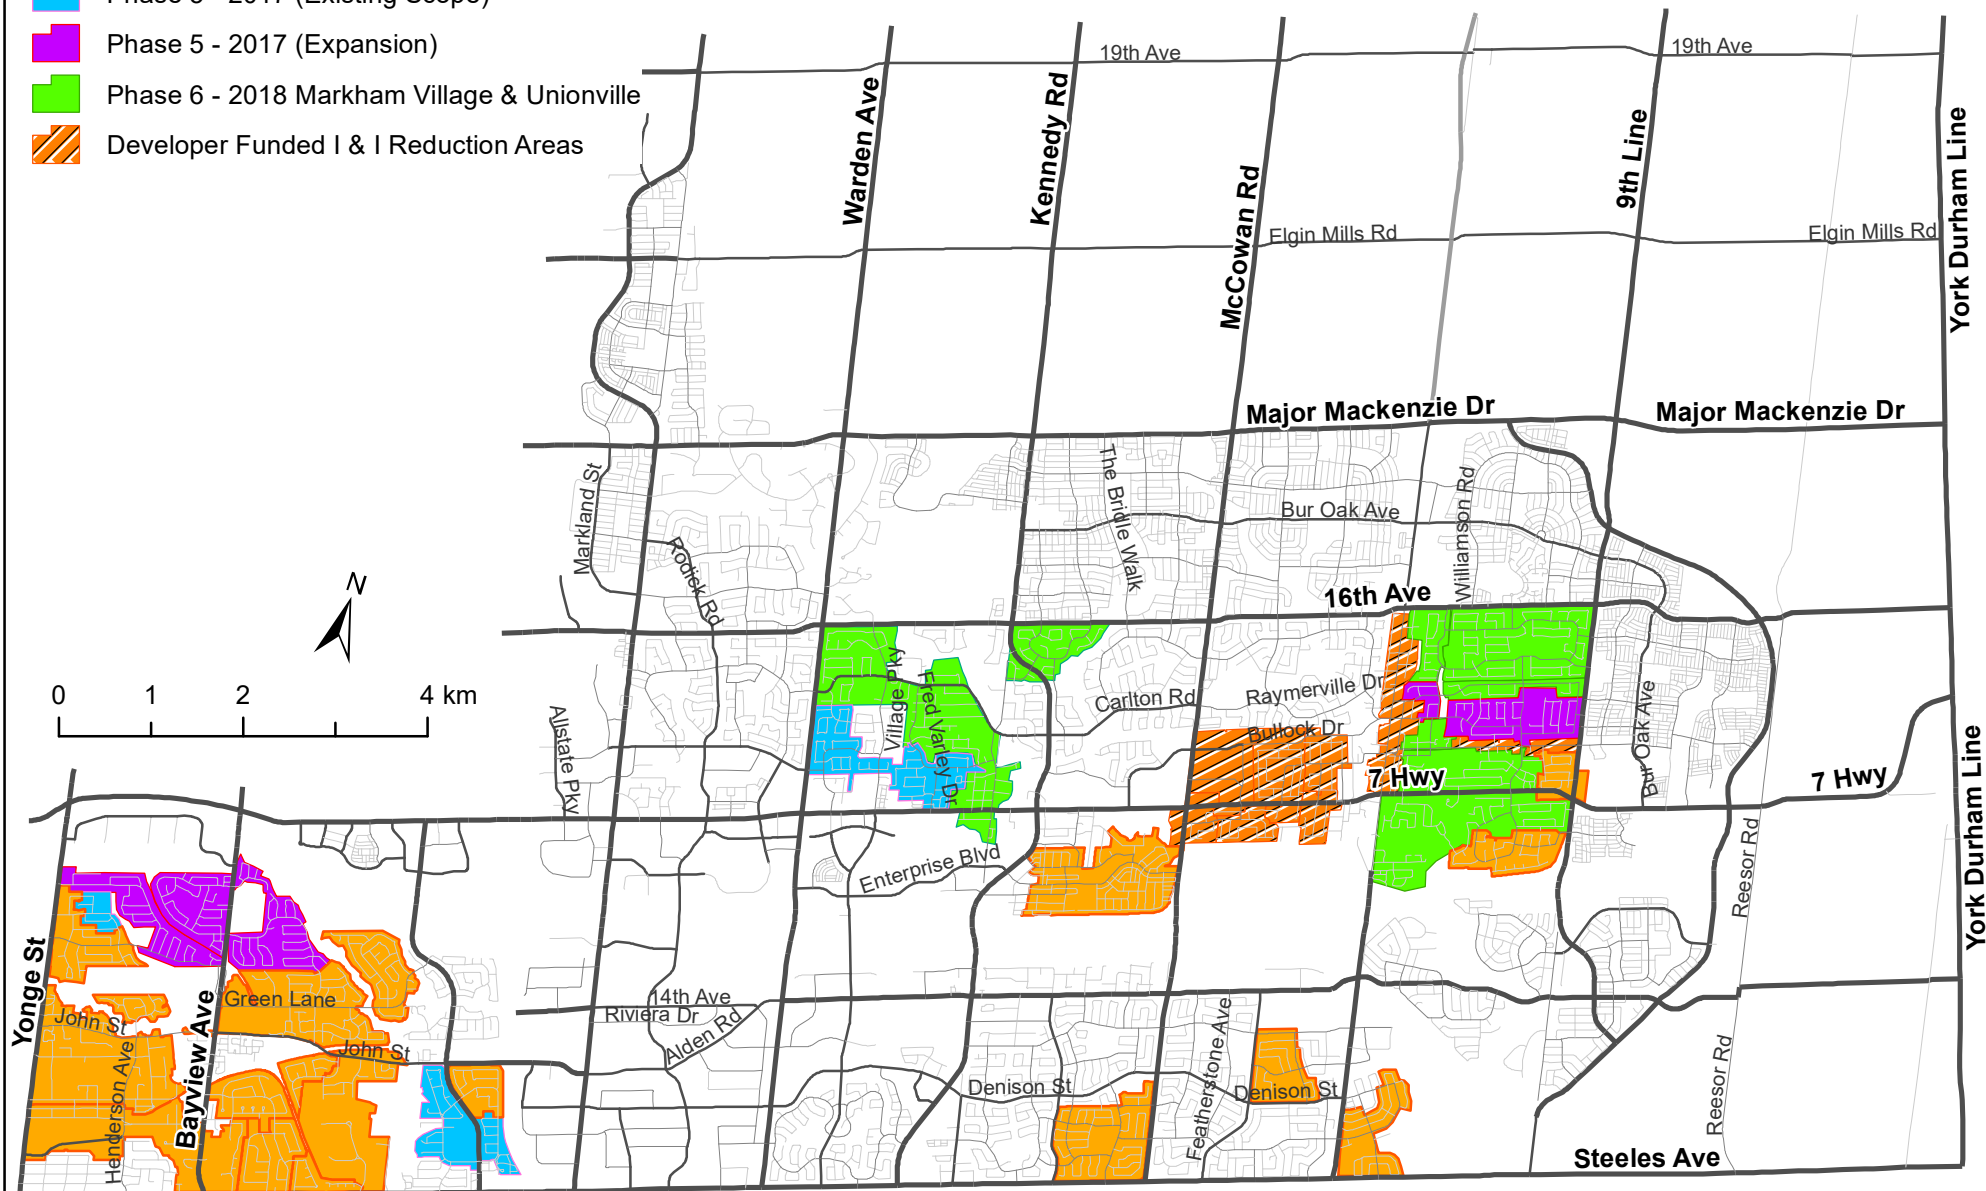 Phase 5 - 2017 (Existing Scope)
Phase 5 - 2017 (Expansion)
Phase 6 - 2018 Markham Village & Unionville
Developer Funded I & I Reduction Areas
19th Ave
19th Ave
Warden Ave
Kennedy Rd
McCowan Rd
9th Line
York Durham Line
Elgin Mills Rd
Elgin Mills Rd
Major Mackenzie Dr
Major Mackenzie Dr
Markland St
The Bridle Walk
Williamson Rd
Bur Oak Ave
Rodick Rd
16th Ave
N
0 1 2 4 km
Allstate Pky
Village Pky
Fred Varley Dr
Carlton Rd
Raymerville Dr
Bullock Dr
7 Hwy
Bur Oak Ave
7 Hwy
York Durham Line
Enterprise Blvd
Reesor Rd
Yonge St
Bayview Ave
Green Lane
John St
John St
Henderson Ave
14th Ave
Riviera Dr
Alden Rd
Denison St
Featherstone Ave
Denison St
Reesor Rd
Steeles Ave